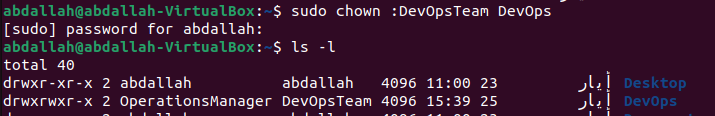 abdallah@abdallah-VirtualBox:~$ sudo chown :DevOpsTeam DevOps
[sudo] password for abdallah:
abdallah@abdallah-VirtualBox:~$ ls -l
total 40
drwxr-xr-x 2 abdallah          abdallah   4096 11:00 23          أيار Desktop
drwxrwxr-x 2 OperationsManager DevOpsTeam 4096 15:39 25          أيار DevOps